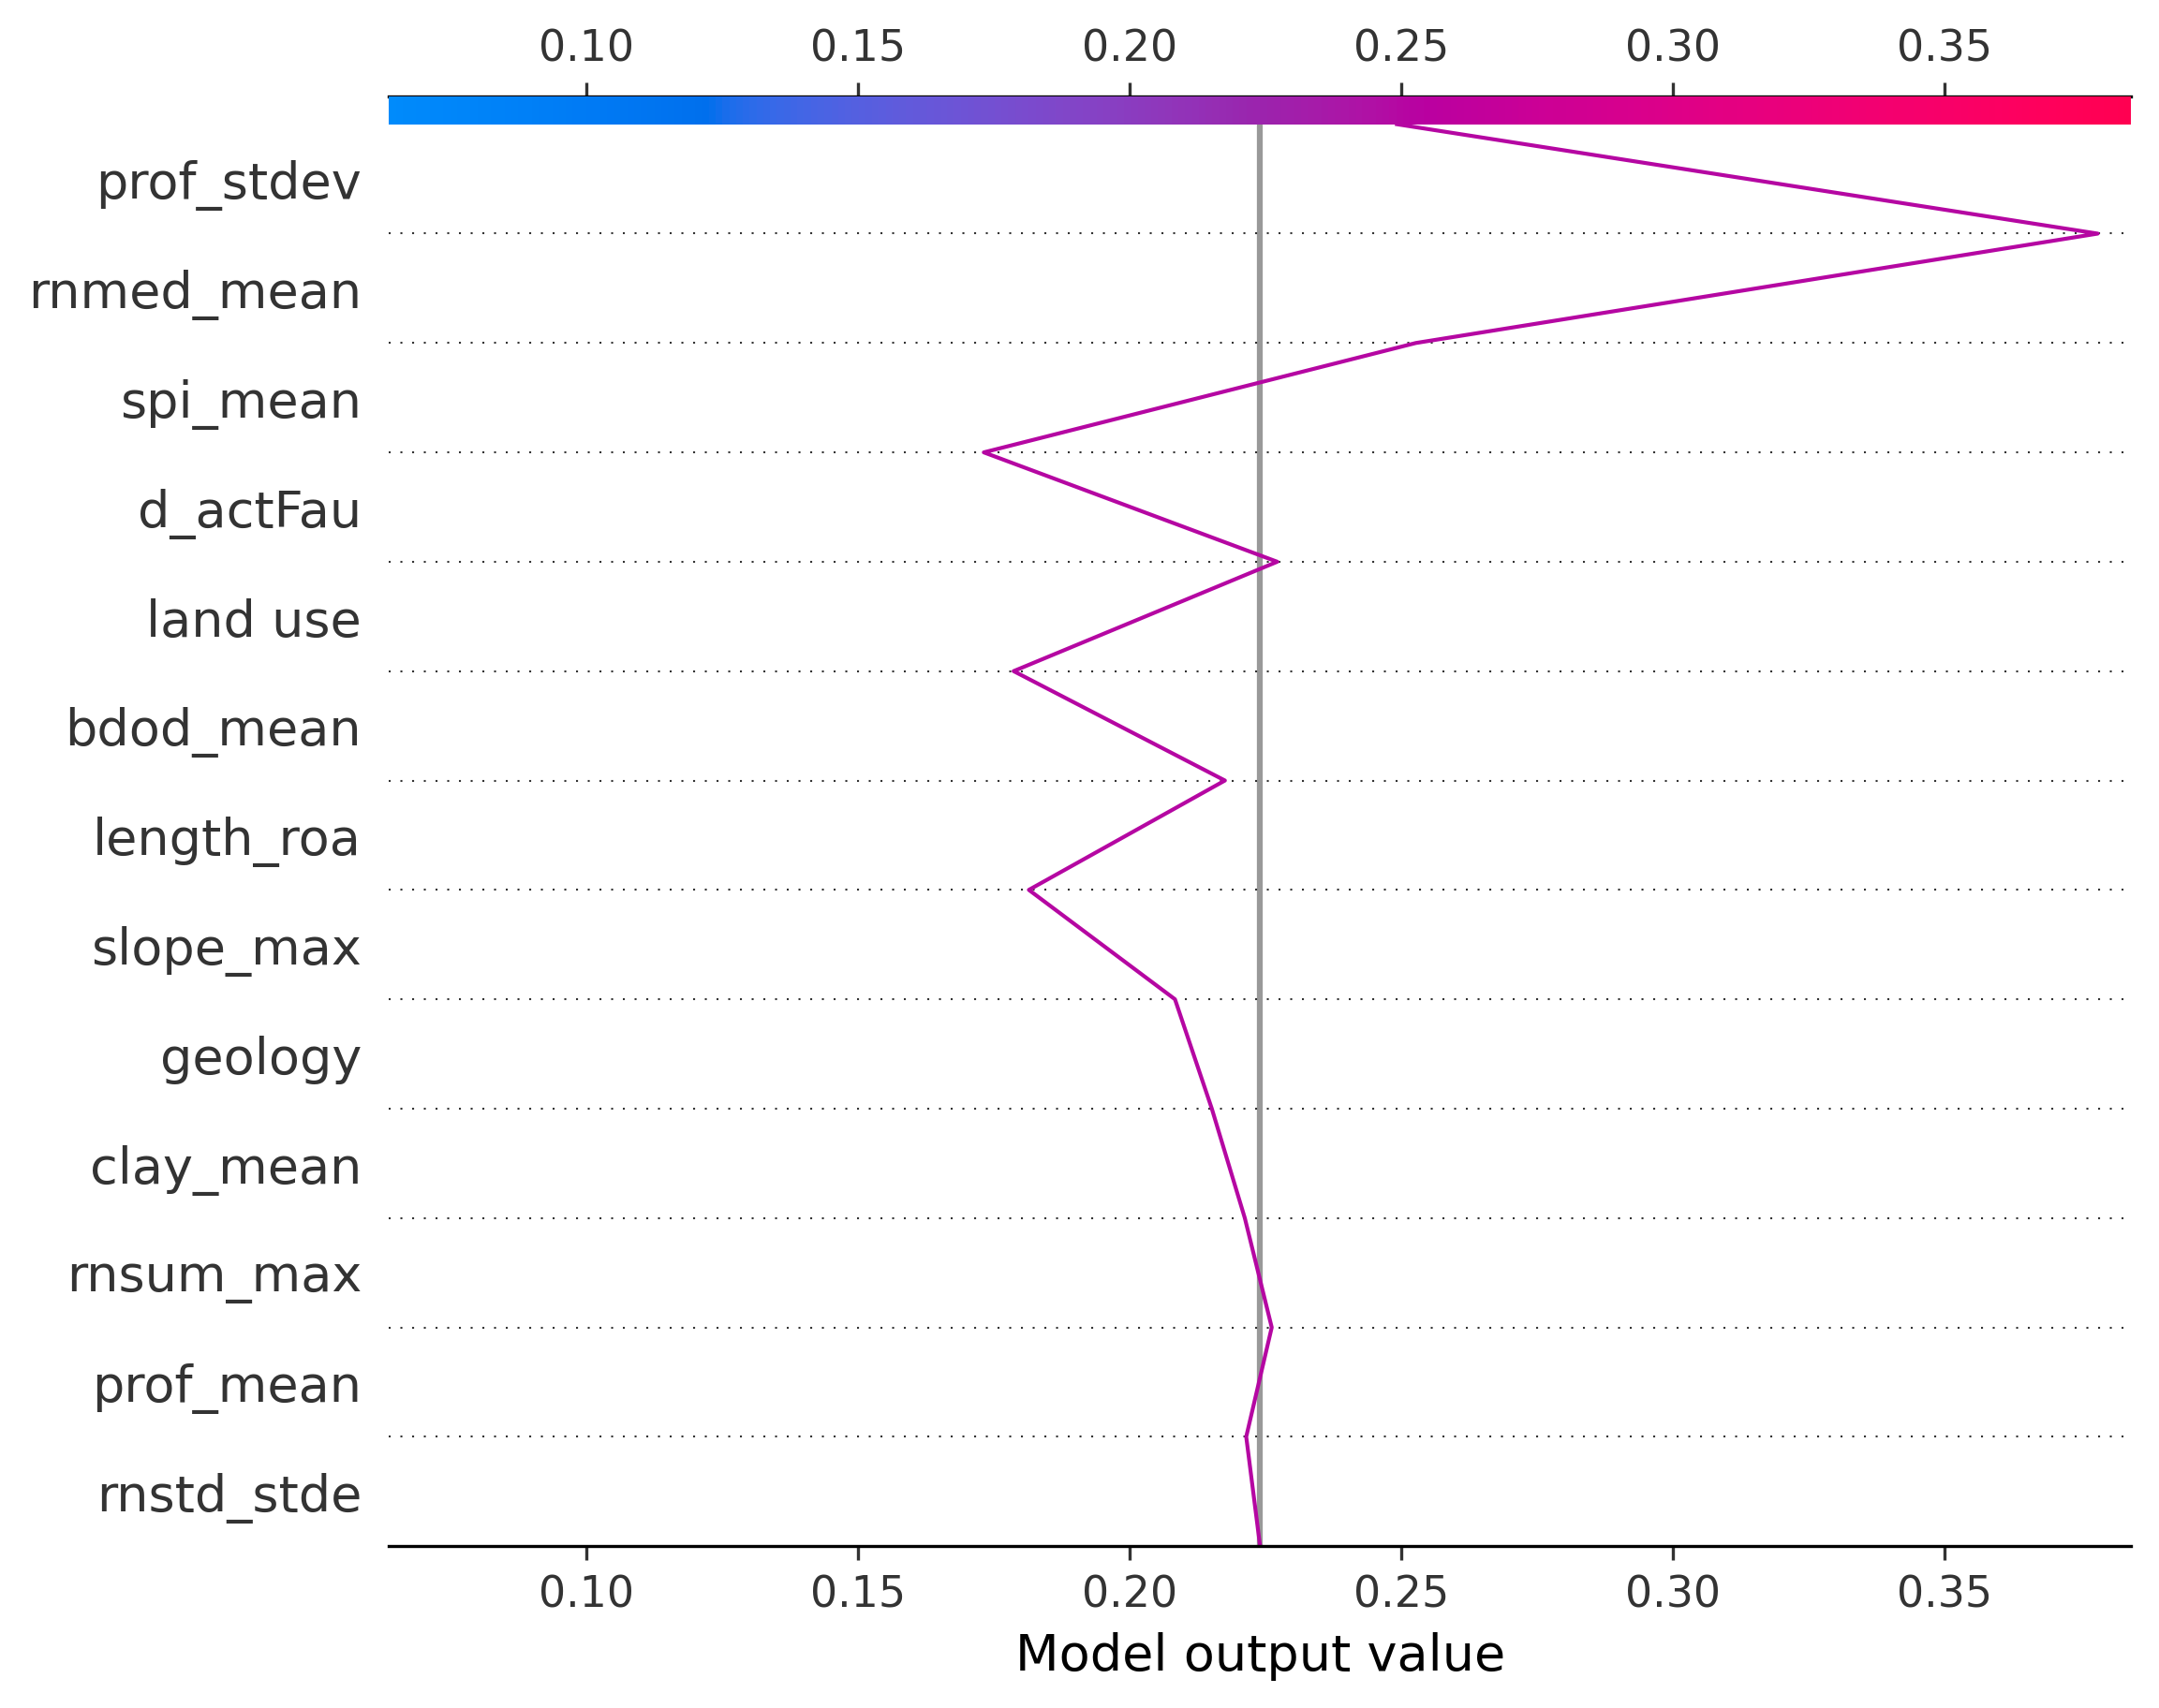 0.10 0.15 0.20 0.25 0.30 0.35
prof_stdev
rnmed_mean
spi_mean
d_actFau
land use
bdod_mean
length_roa
slope_max
geology
clay_mean
rnsum_max
prof_mean
rnstd_stde
0.10 0.15 0.20 0.25 0.30 0.35
Model output value